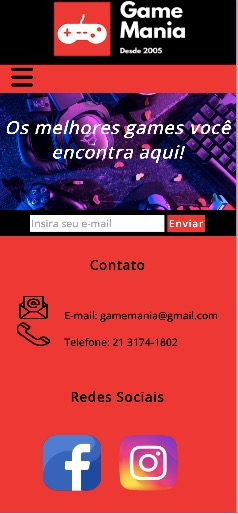 Game
Mania
Desde 2005
Os melhores games você
encontra aqui!
Insira seu e-mail
Enviar
Contato
E-mail: gamemania@gmail.com
Telefone: 21 3174-1802
Redes Sociais